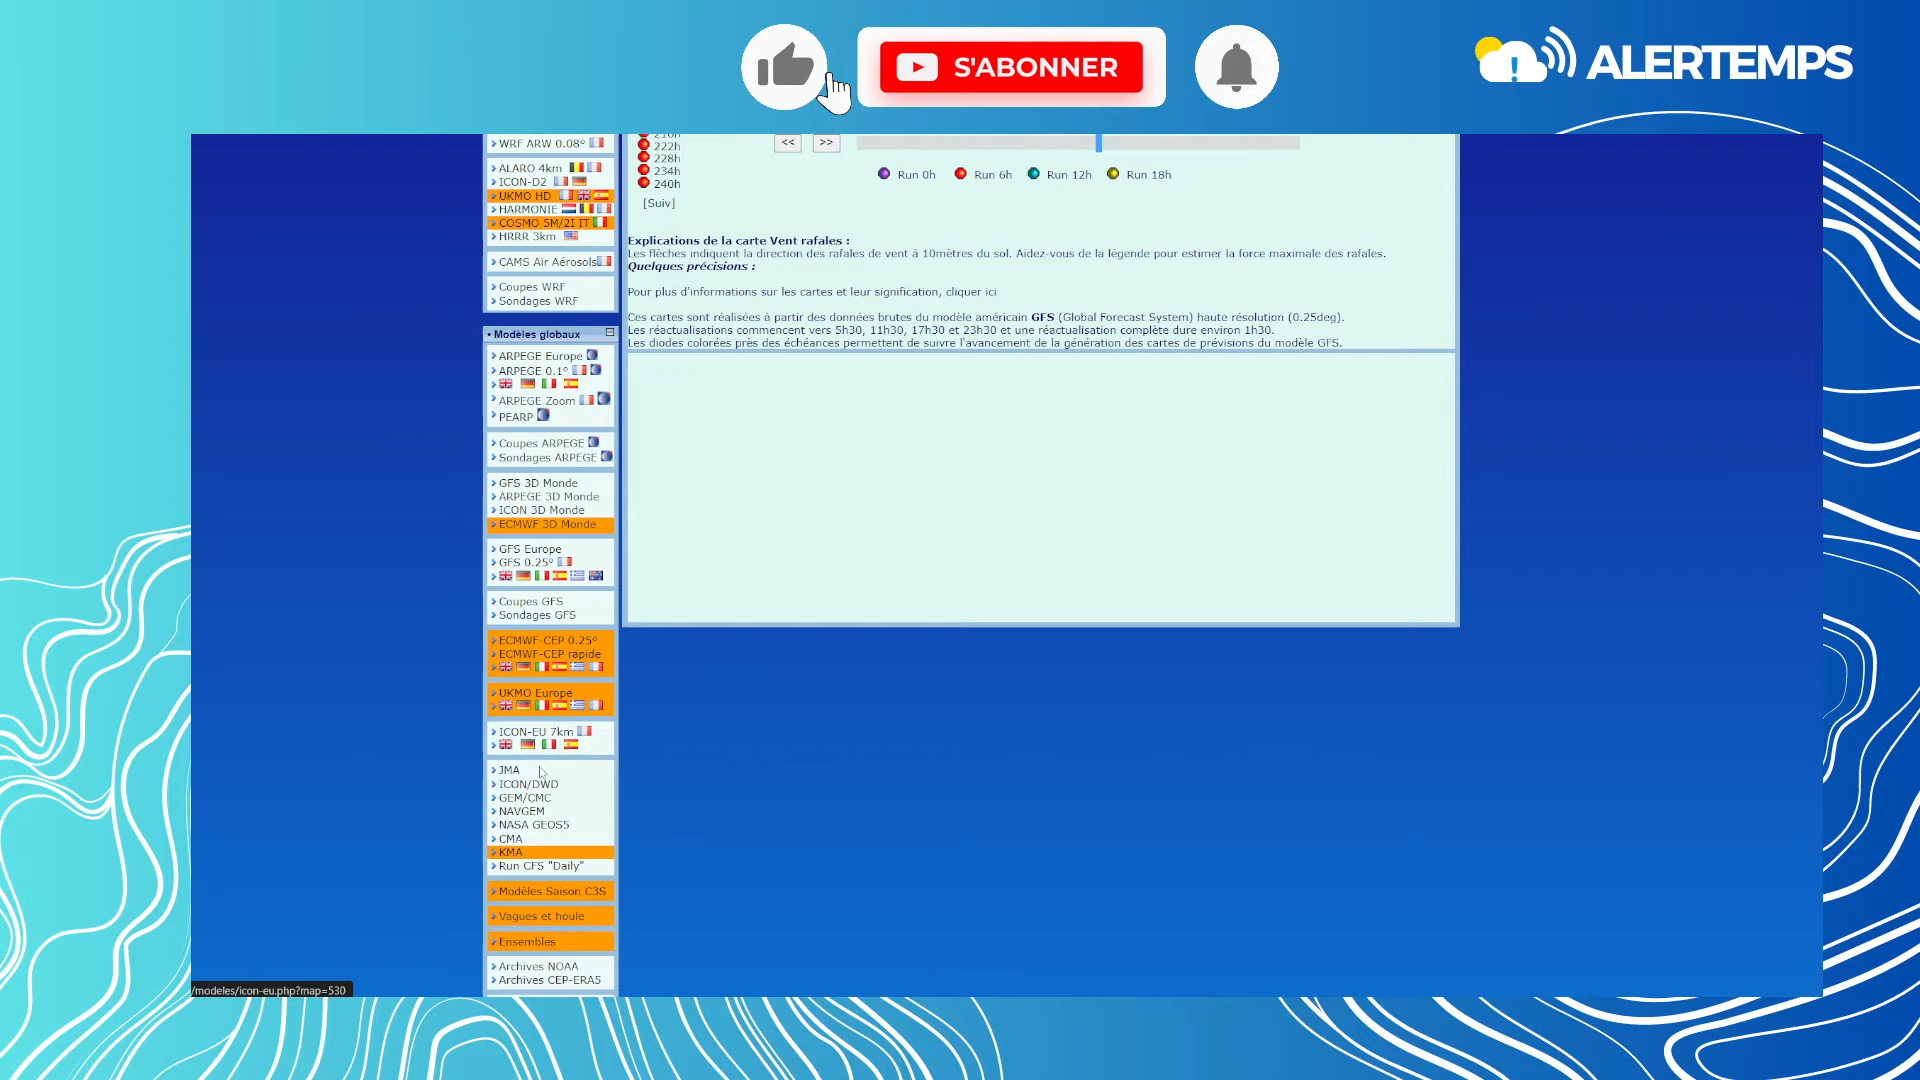 S'ABONNER
ALERTEMPS
WRF ARW 0.08°
ALARO 4km
ICON-D2
UKMO HD
HARMONIE
COSMO 5M/2I IT
HRRR 3km
CAMS Air Aérosols
Coupes WRF
Sondages WRF
• Modèles globaux
ARPEGE Europe
ARPEGE 0.1°
ARPEGE Zoom
PEARP
Coupes ARPEGE
Sondages ARPEGE
GFS 3D Monde
ARPEGE 3D Monde
ICON 3D Monde
ECMWF 3D Monde
GFS Europe
GFS 0.25°
Coupes GFS
Sondages GFS
ECMWF-CEP 0.25°
ECMWF-CEP rapide
UKMO Europe
ICON-EU 7km
JMA
ICON/DWD
GEM/CMC
NAVGEM
NASA GEOS5
CMA
KMA
Run CFS "Daily"
Modèles Saison C3S
Vagues et houle
Ensembles
Archives NOAA
Archives CEP-ERA5
216h
222h
228h
234h
240h
[Suiv]
<< >>
Run 0h Run 6h Run 12h Run 18h
Explications de la carte Vent rafales :
Les flèches indiquent la direction des rafales de vent à 10mètres du sol. Aidez-vous de la légende pour estimer la force maximale des rafales.
Quelques précisions :
Pour plus d'informations sur les cartes et leur signification, cliquer ici
Ces cartes sont réalisées à partir des données brutes du modèle américain GFS (Global Forecast System) haute résolution (0.25deg).
Les réactualisations commencent vers 5h30, 11h30, 17h30 et 23h30 et une réactualisation complète dure environ 1h30.
Les diodes colorées près des échéances permettent de suivre l'avancement de la génération des cartes de prévisions du modèle GFS.
/modeles/icon-eu.php?map=530